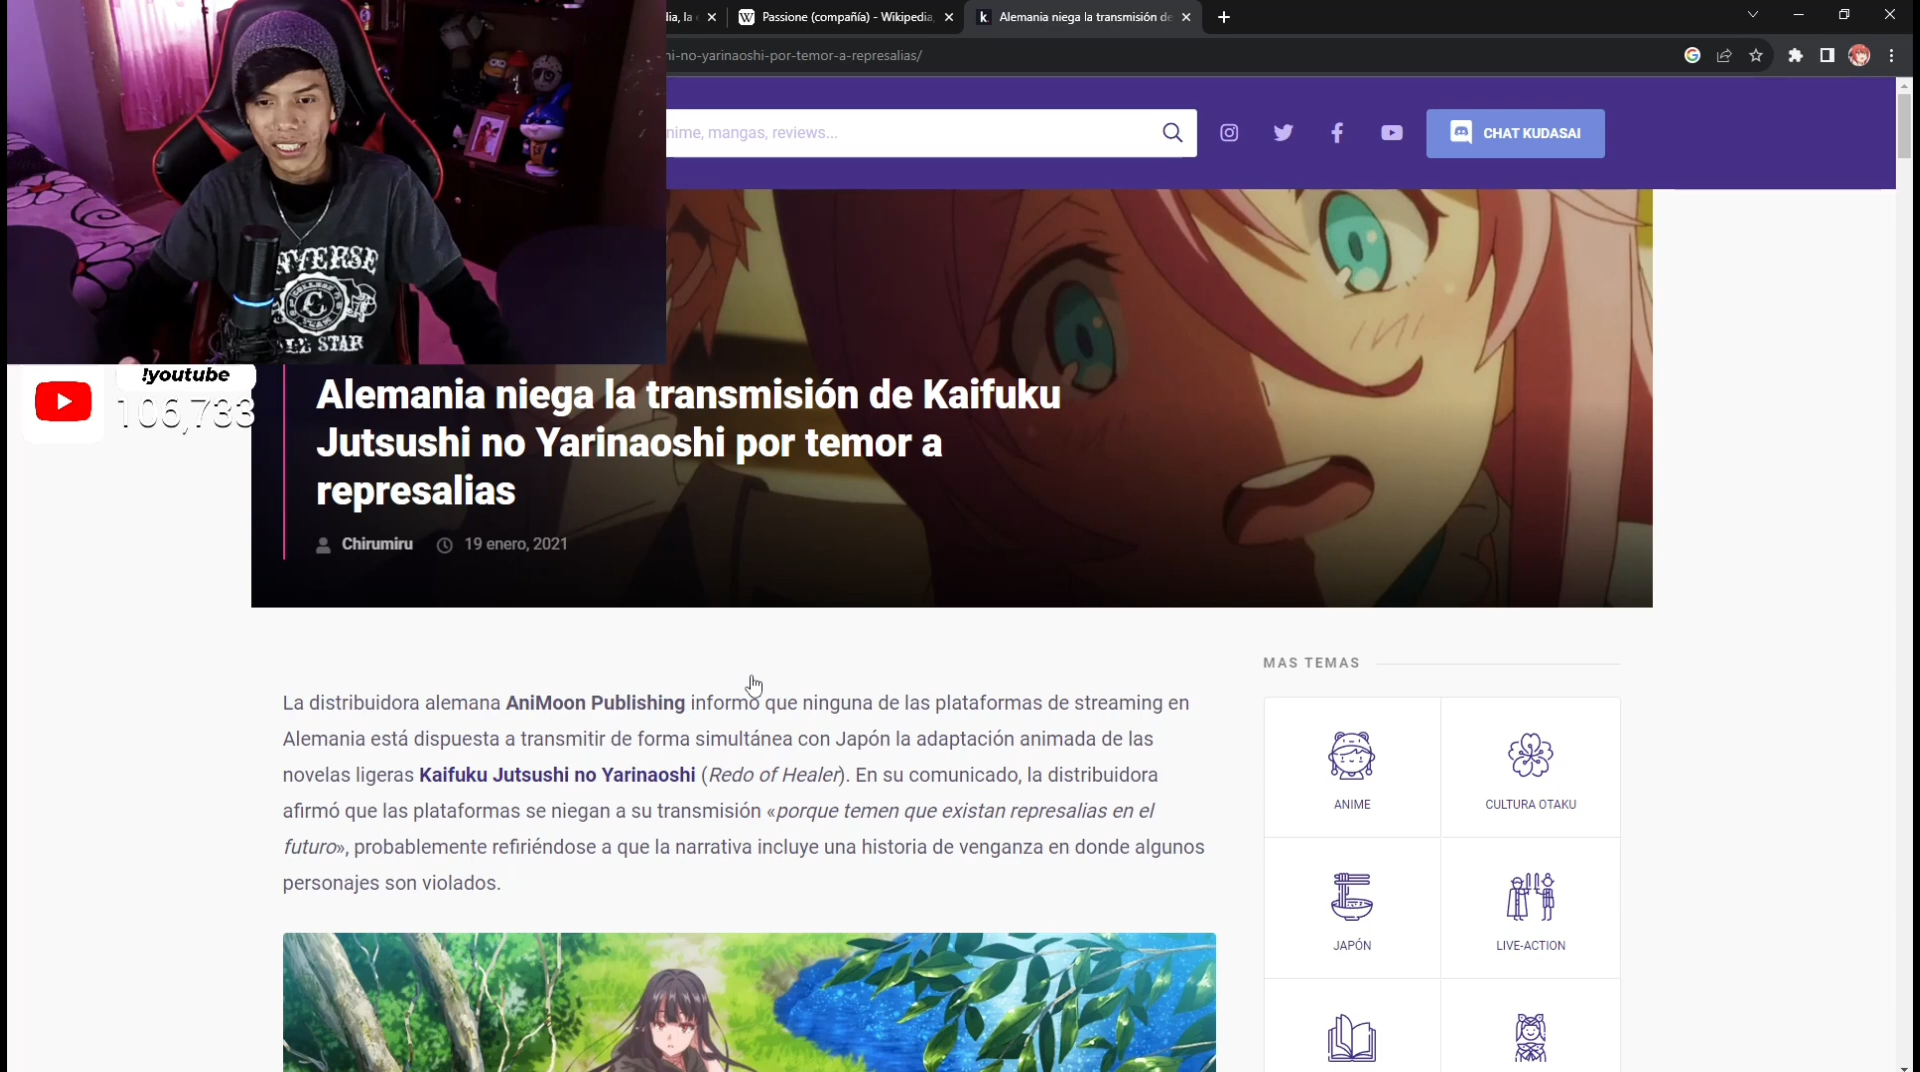 dia, la e
Passione (compañía) - Wikipedia,
Alemania niega la transmisión de
ni-no-yarinaoshi-por-temor-a-represalias/
nime, mangas, reviews...
CHAT KUDASAI
NVERSE
ALL STAR
!youtube
106,733
Alemania niega la transmisión de Kaifuku
Jutsushi no Yarinaoshi por temor a
represalias
Chirumiru 19 enero, 2021
La distribuidora alemana AniMoon Publishing informó que ninguna de las plataformas de streaming en
Alemania está dispuesta a transmitir de forma simultánea con Japón la adaptación animada de las
novelas ligeras Kaifuku Jutsushi no Yarinaoshi (Redo of Healer). En su comunicado, la distribuidora
afirmó que las plataformas se niegan a su transmisión «porque temen que existan represalias en el
futuro», probablemente refiriéndose a que la narrativa incluye una historia de venganza en donde algunos
personajes son violados.
MAS TEMAS
ANIME
CULTURA OTAKU
JAPÓN
LIVE-ACTION